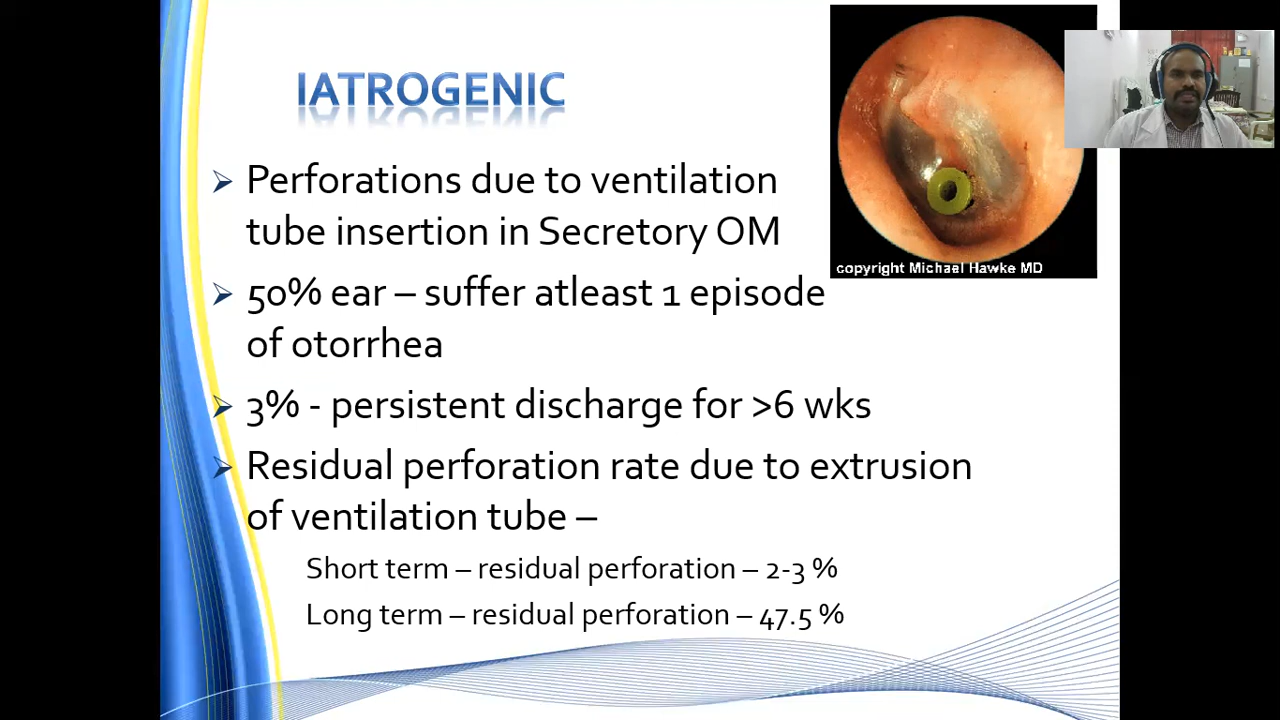 IATROGENIC
Perforations due to ventilation
tube insertion in Secretory OM
50% ear – suffer atleast 1 episode
of otorrhea
3% - persistent discharge for >6 wks
Residual perforation rate due to extrusion
of ventilation tube –
Short term – residual perforation – 2-3 %
Long term – residual perforation – 47.5 %
copyright Michael Hawke MD